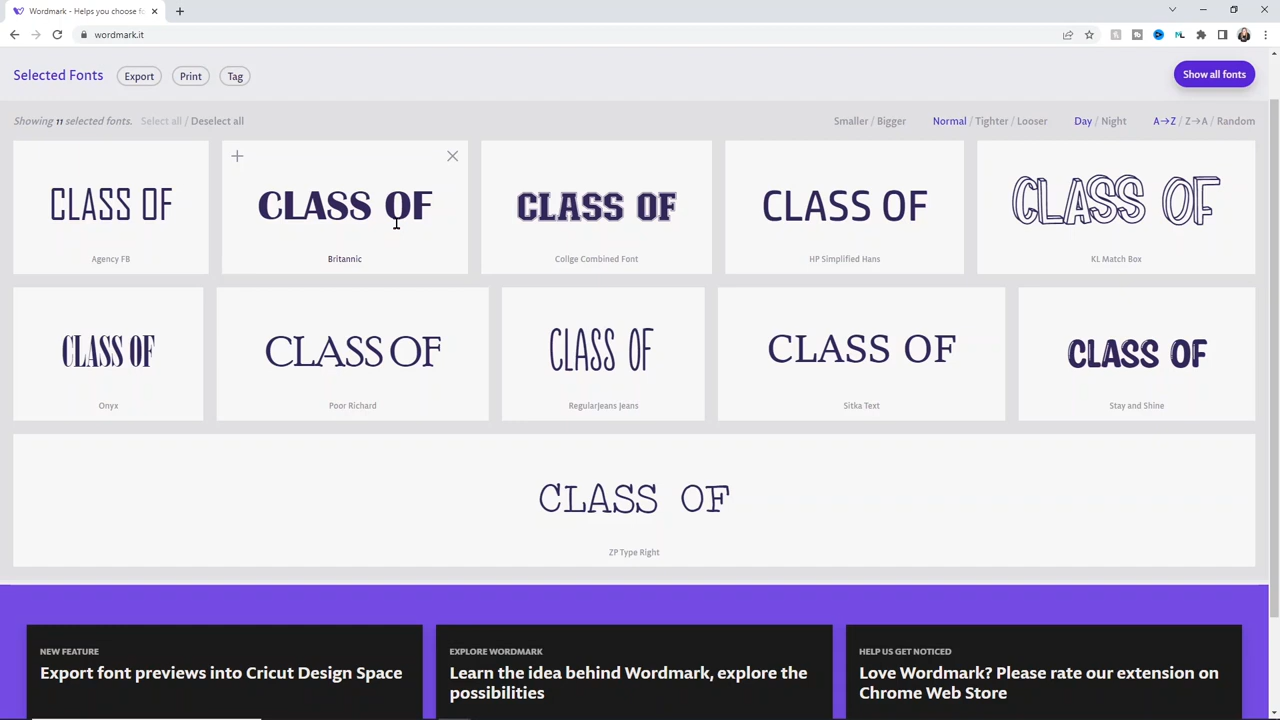 Wordmark - Helps you choose fo
wordmark.it
Selected Fonts Export Print Tag Show all fonts
Showing 11 selected fonts. Select all / Deselect all Smaller / Bigger Normal / Tighter / Looser Day / Night A→Z / Z→A / Random
CLASS OF CLASS OF CLASS OF CLASS OF CLASS OF
Agency FB Britannic Collge Combined Font HP Simplified Hans KL Match Box
CLASS OF CLASS OF CLASS OF CLASS OF CLASS OF
Onyx Poor Richard RegularJeans Jeans Sitka Text Stay and Shine
CLASS OF
ZP Type Right
NEW FEATURE EXPLORE WORDMARK HELP US GET NOTICED
Export font previews into Cricut Design Space Learn the idea behind Wordmark, explore the Love Wordmark? Please rate our extension on
possibilities Chrome Web Store